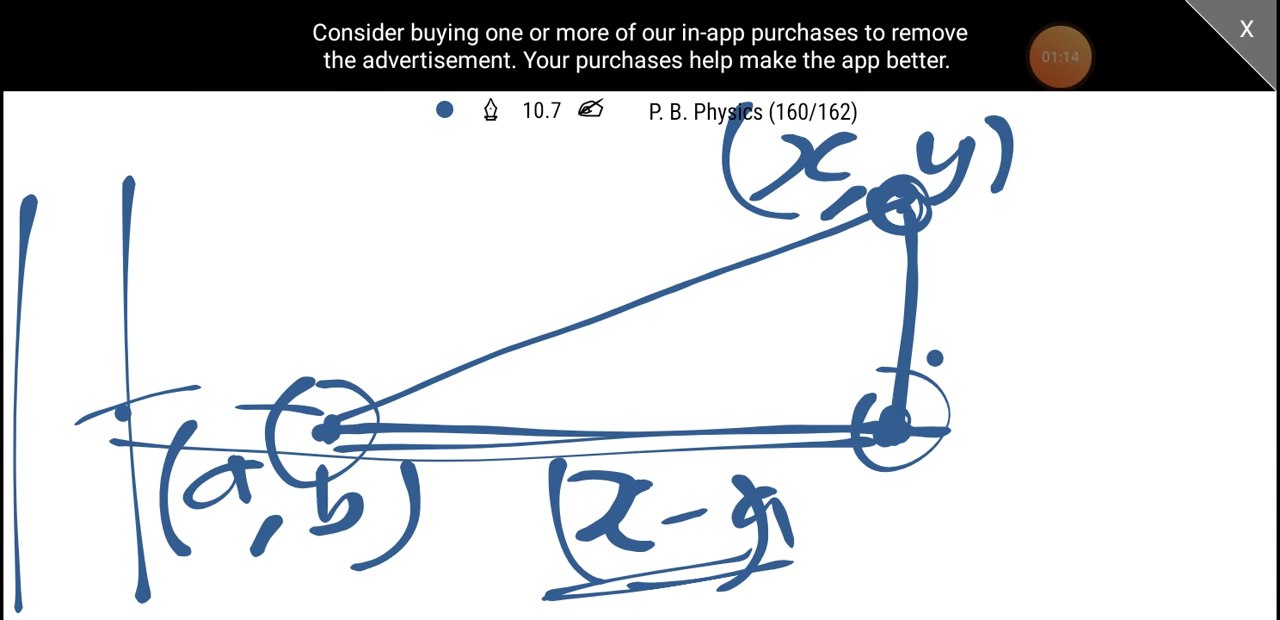 Consider buying one or more of our in-app purchases to remove
the advertisement. Your purchases help make the app better.
X
01:14
10.7 P. B. Physics (160/162)
(x, y)
(a, b)
(x -